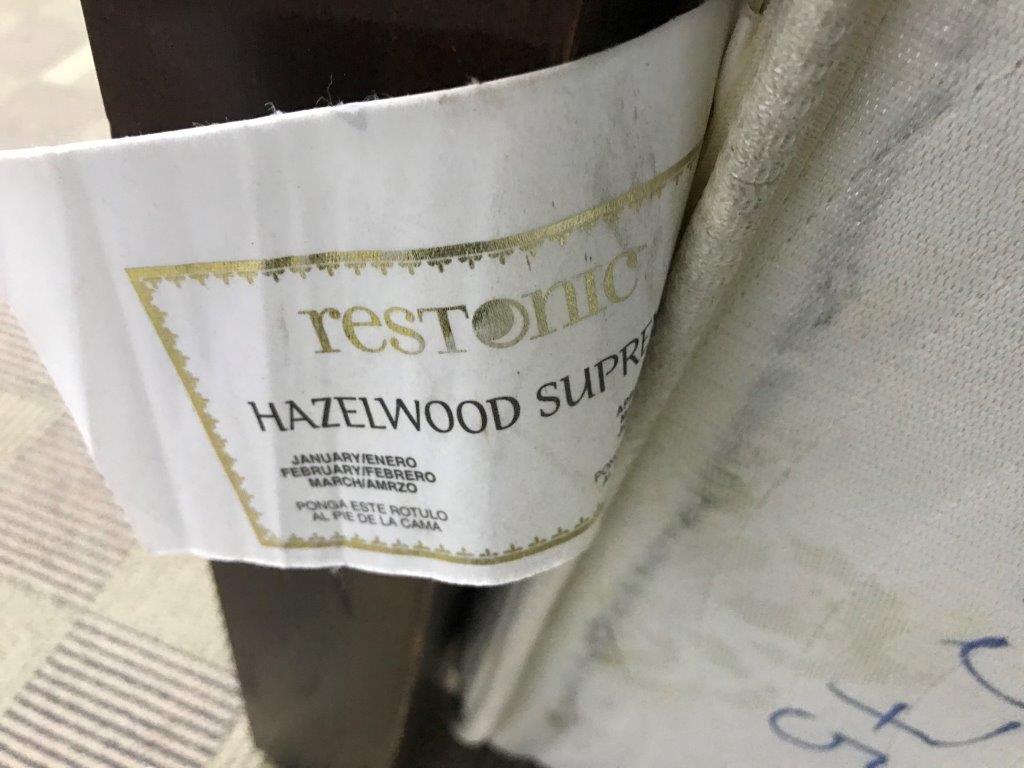 resTonic
HAZELWOOD SUPRE
JANUARY/ENERO
FEBRUARY/FEBRERO
MARCH/AMRZO
PONGA ESTE ROTULO
AL PIE DE LA CAMA